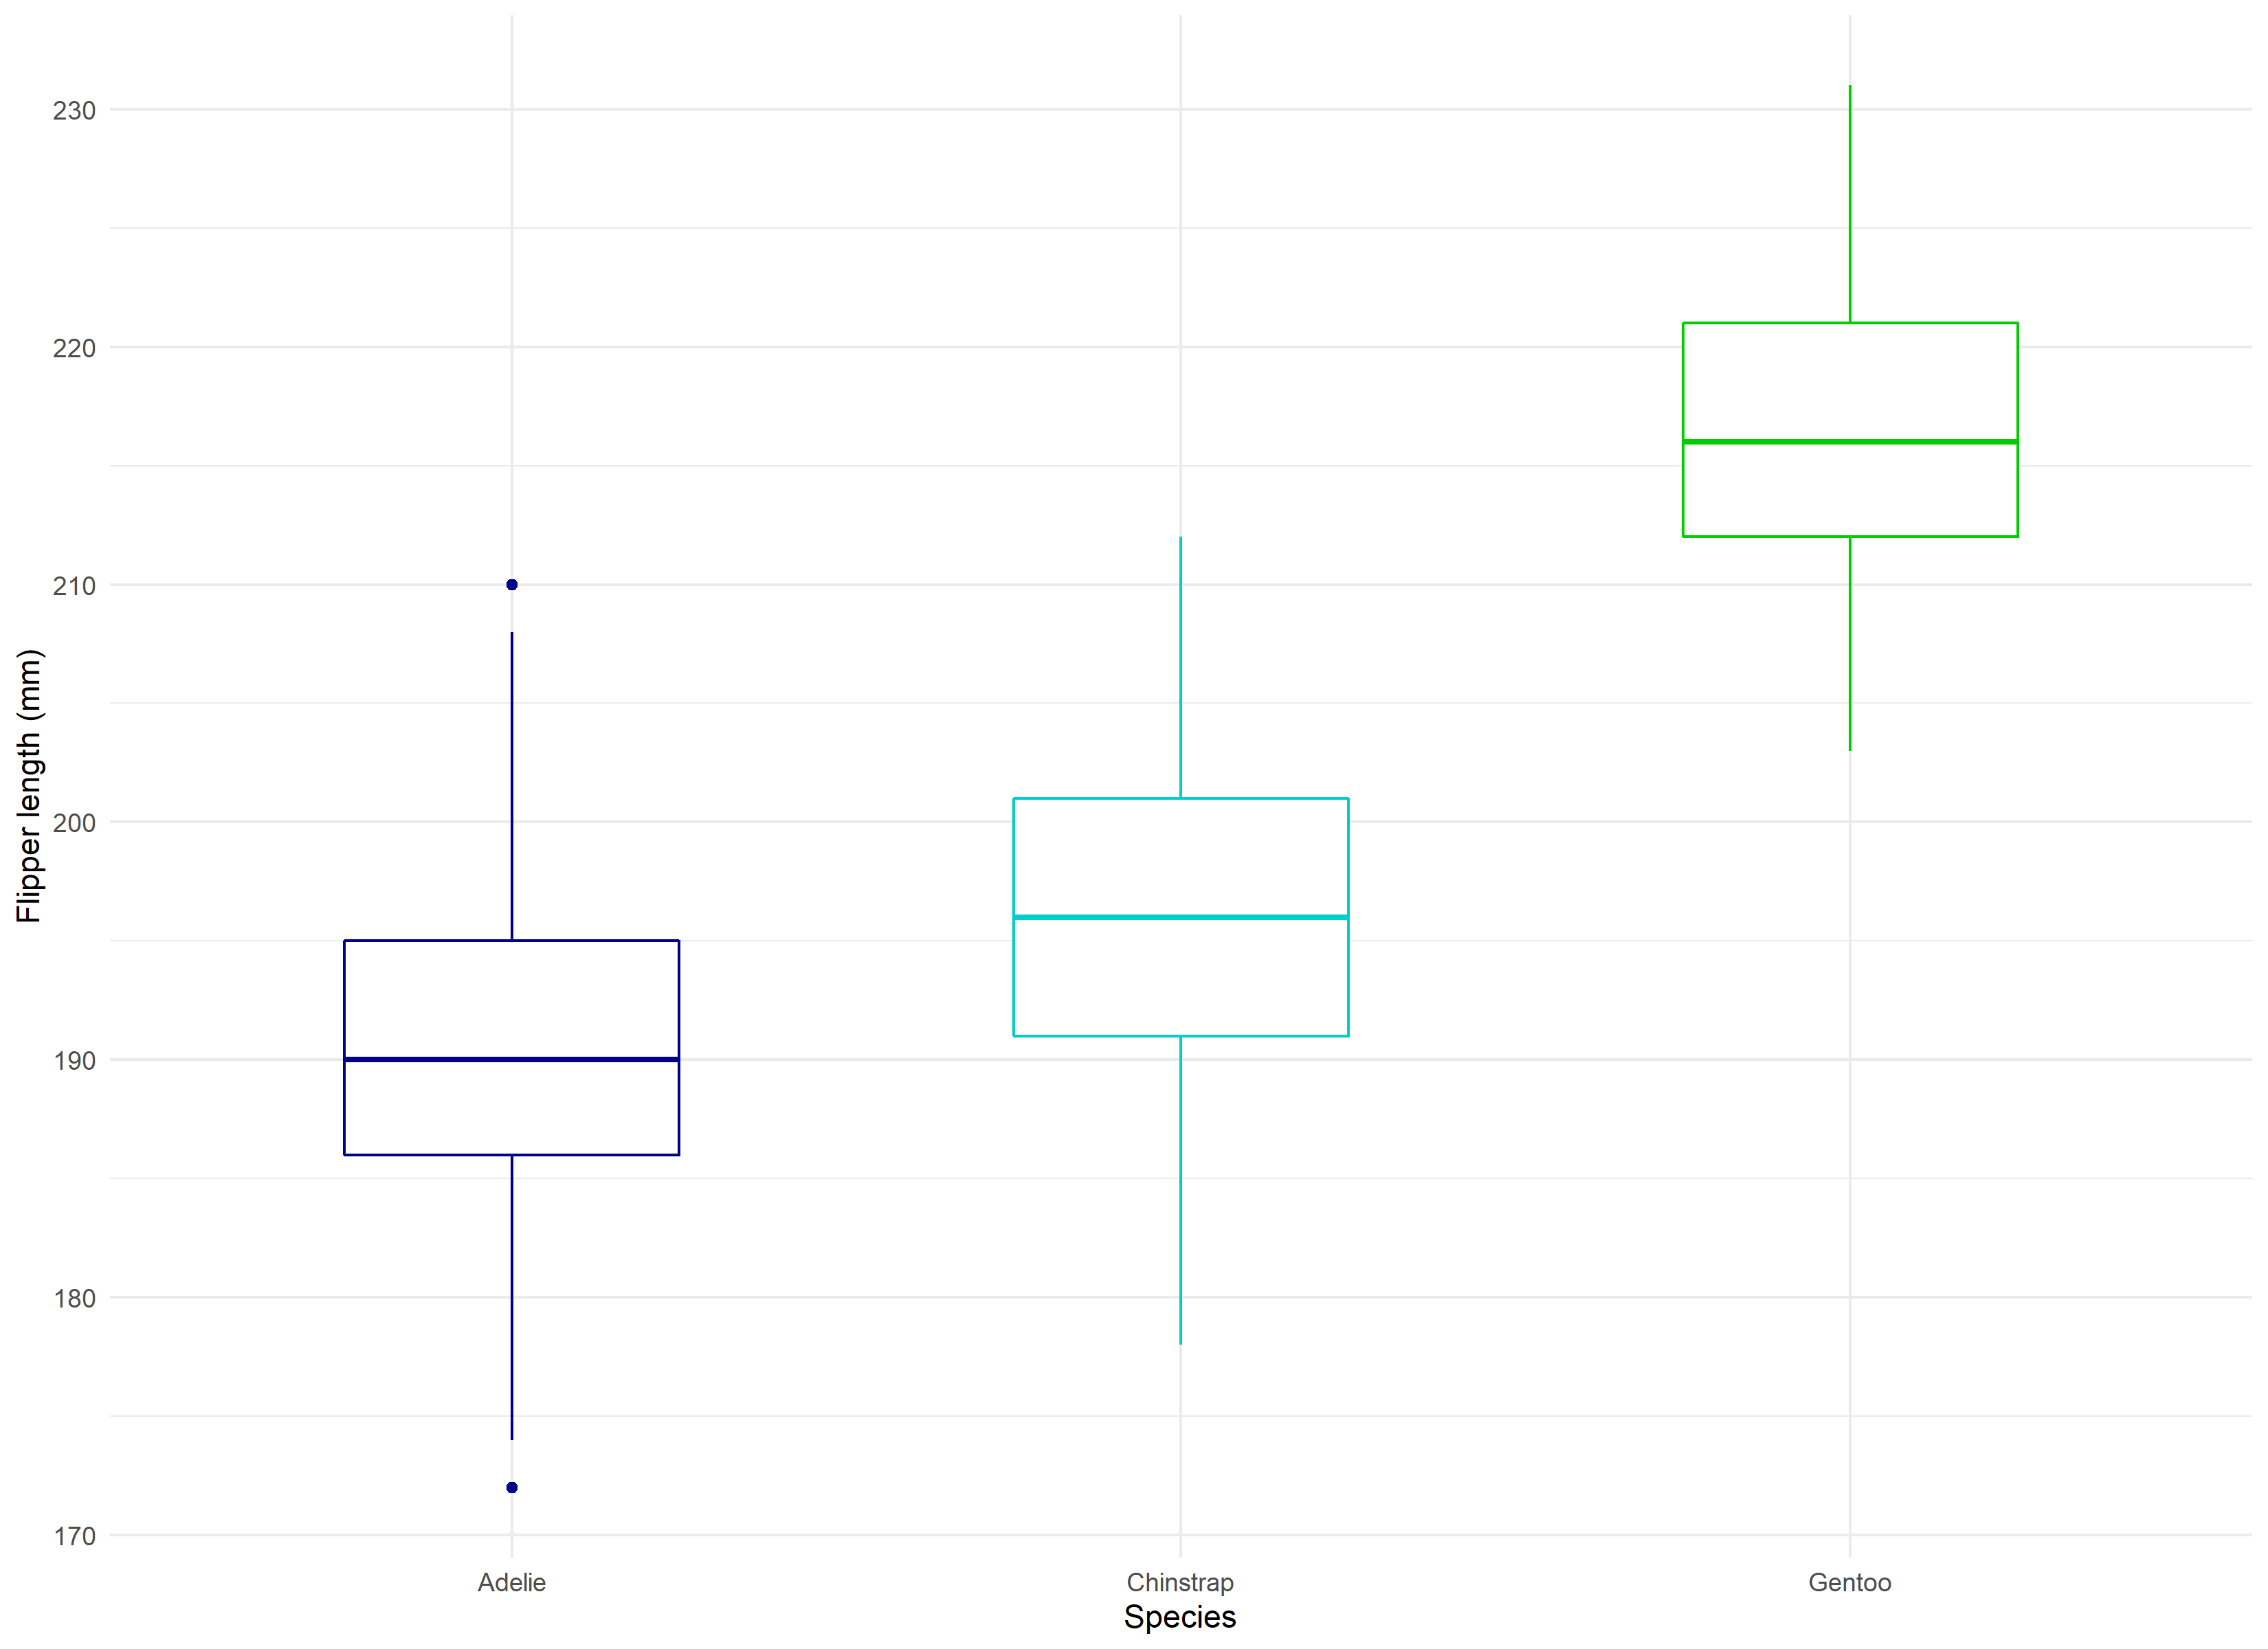 Flipper length (mm)
230
220
210
200
190
180
170
Adelie Chinstrap Gentoo
Species